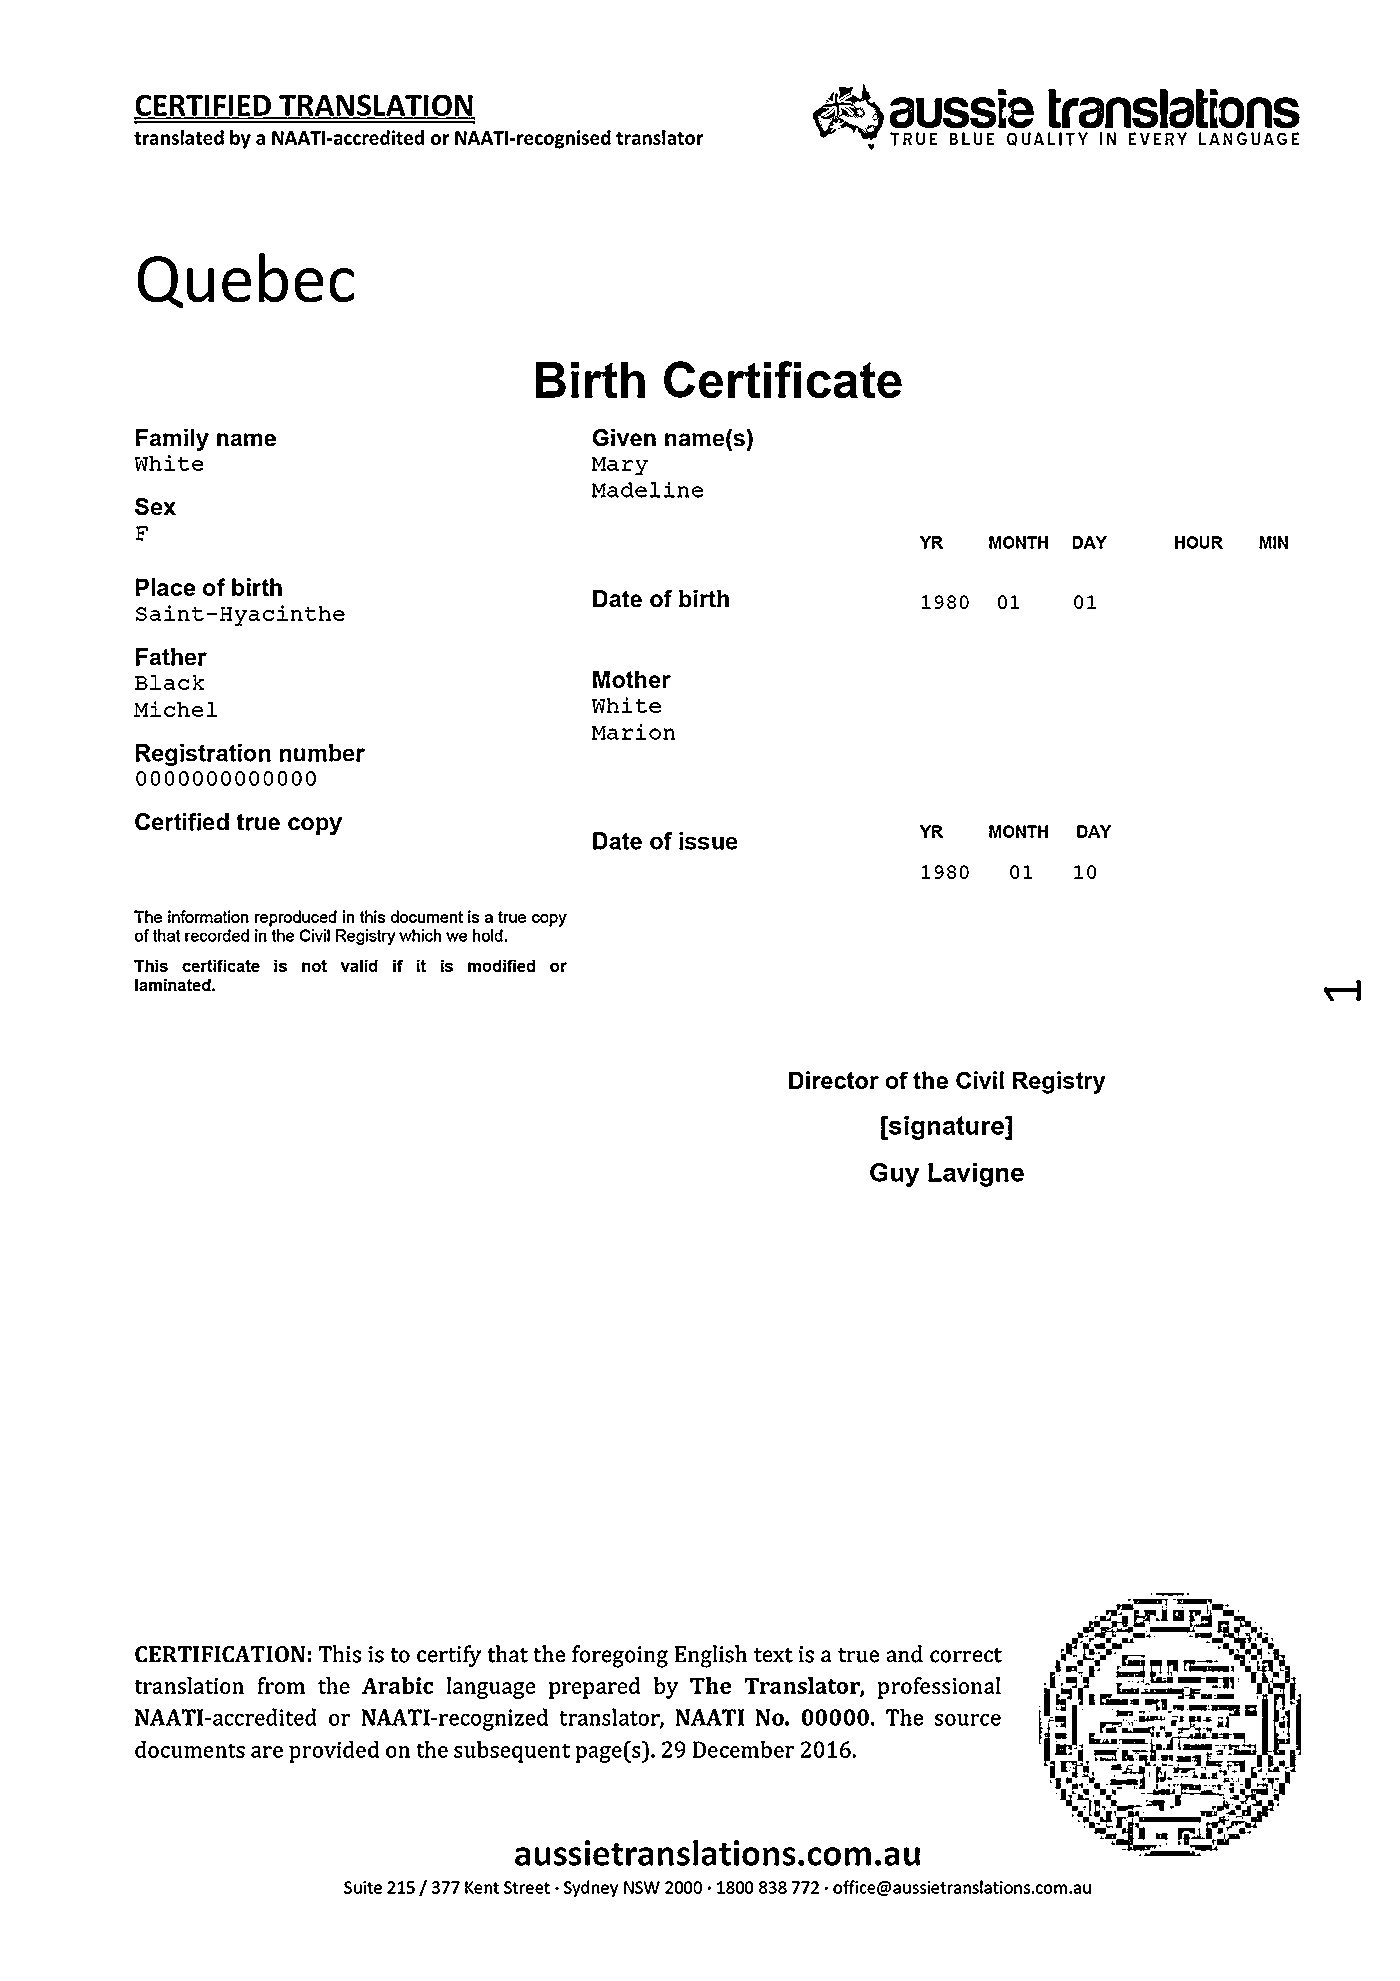 CERTIFIED TRANSLATION
translated by a NAATI-accredited or NAATI-recognised translator
aussie translations
TRUE BLUE QUALITY IN EVERY LANGUAGE
Quebec
Birth Certificate
Family name
White
Given name(s)
Mary
Madeline
Sex
F
YR MONTH DAY HOUR MIN
Place of birth
Saint-Hyacinthe
Date of birth
1980 01 01
Father
Black
Michel
Mother
White
Marion
Registration number
0000000000000
Certified true copy
Date of issue
YR MONTH DAY
1980 01 10
The information reproduced in this document is a true copy
of that recorded in the Civil Registry which we hold.
This certificate is not valid if it is modified or
laminated.
1
Director of the Civil Registry
[signature]
Guy Lavigne
CERTIFICATION: This is to certify that the foregoing English text is a true and correct
translation from the Arabic language prepared by The Translator, professional
NAATI-accredited or NAATI-recognized translator, NAATI No. 00000. The source
documents are provided on the subsequent page(s). 29 December 2016.
aussietranslations.com.au
Suite 215 / 377 Kent Street · Sydney NSW 2000 · 1800 838 772 · office@aussietranslations.com.au